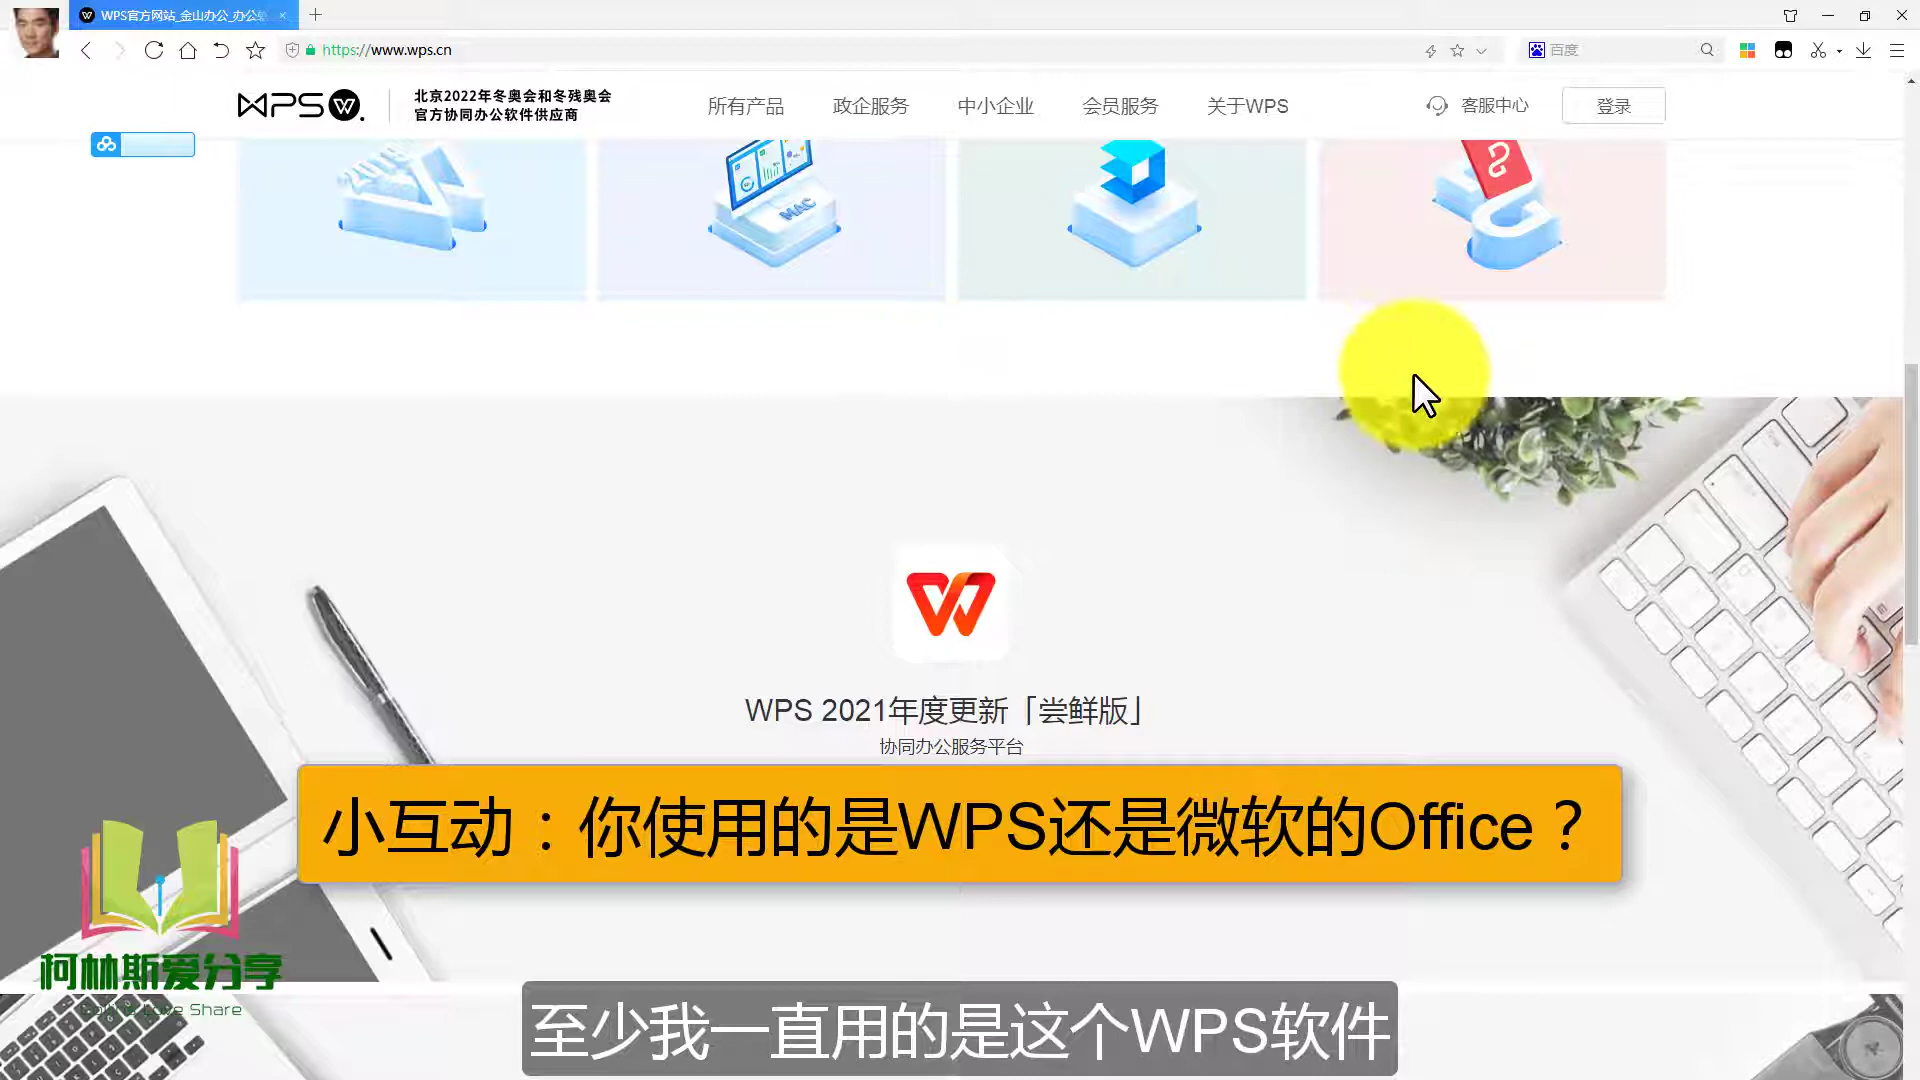 WPS官方网站_金山办公_办公软
https://www.wps.cn
百度
WPS
北京2022年冬奥会和冬残奥会
官方协同办公软件供应商
所有产品
政企服务
中小企业
会员服务
关于WPS
客服中心
登录
MAC
WPS 2021年度更新「尝鲜版」
协同办公服务平台
小互动：你使用的是WPS还是微软的Office？
柯林斯爱分享
Love Share
至少我一直用的是这个WPS软件